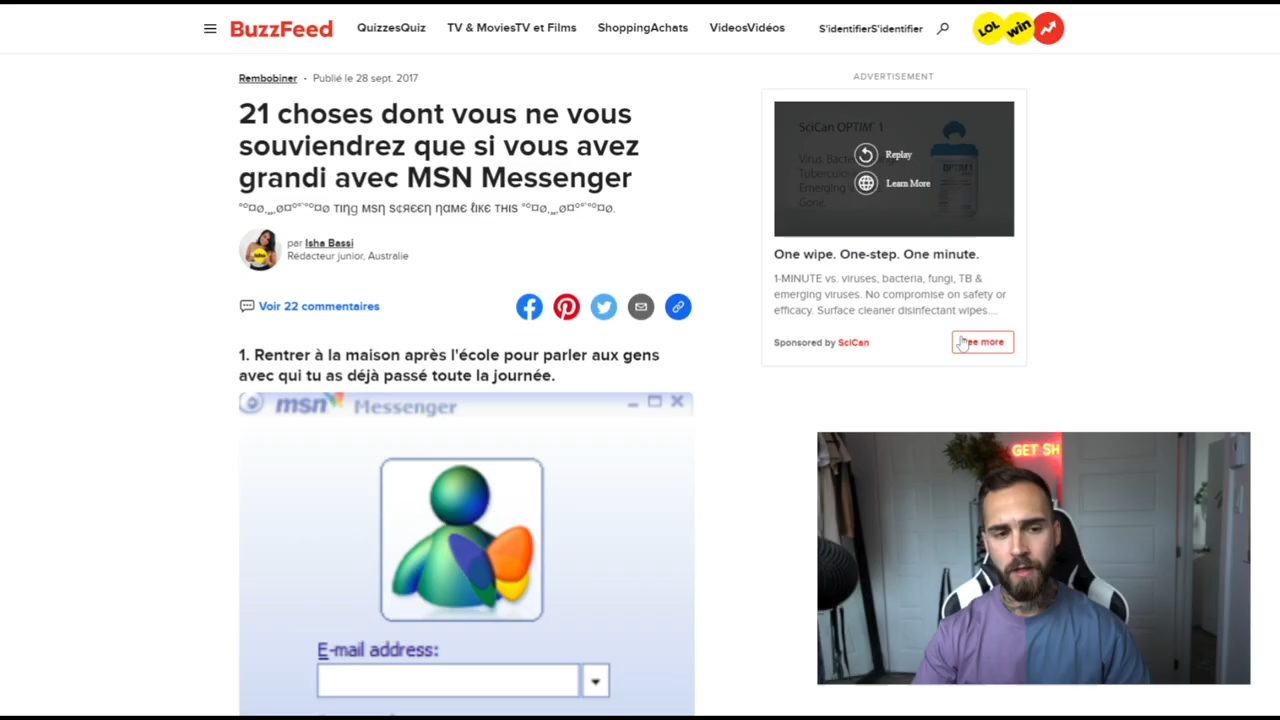 BuzzFeed
QuizzesQuiz
TV & MoviesTV et Films
ShoppingAchats
VideosVidéos
S'identifierS'identifier
LOL
win
Rembobiner · Publié le 28 sept. 2017
21 choses dont vous ne vous
souviendrez que si vous avez
grandi avec MSN Messenger
par Isha Bassi
Rédacteur junior, Australie
Voir 22 commentaires
1. Rentrer à la maison après l'école pour parler aux gens
avec qui tu as déjà passé toute la journée.
msn Messenger
E-mail address:
ADVERTISEMENT
SciCan OPTIM 1
Replay
Learn More
One wipe. One-step. One minute.
1-MINUTE vs. viruses, bacteria, fungi, TB &
emerging viruses. No compromise on safety or
efficacy. Surface cleaner disinfectant wipes....
Sponsored by SciCan
more
GET SH